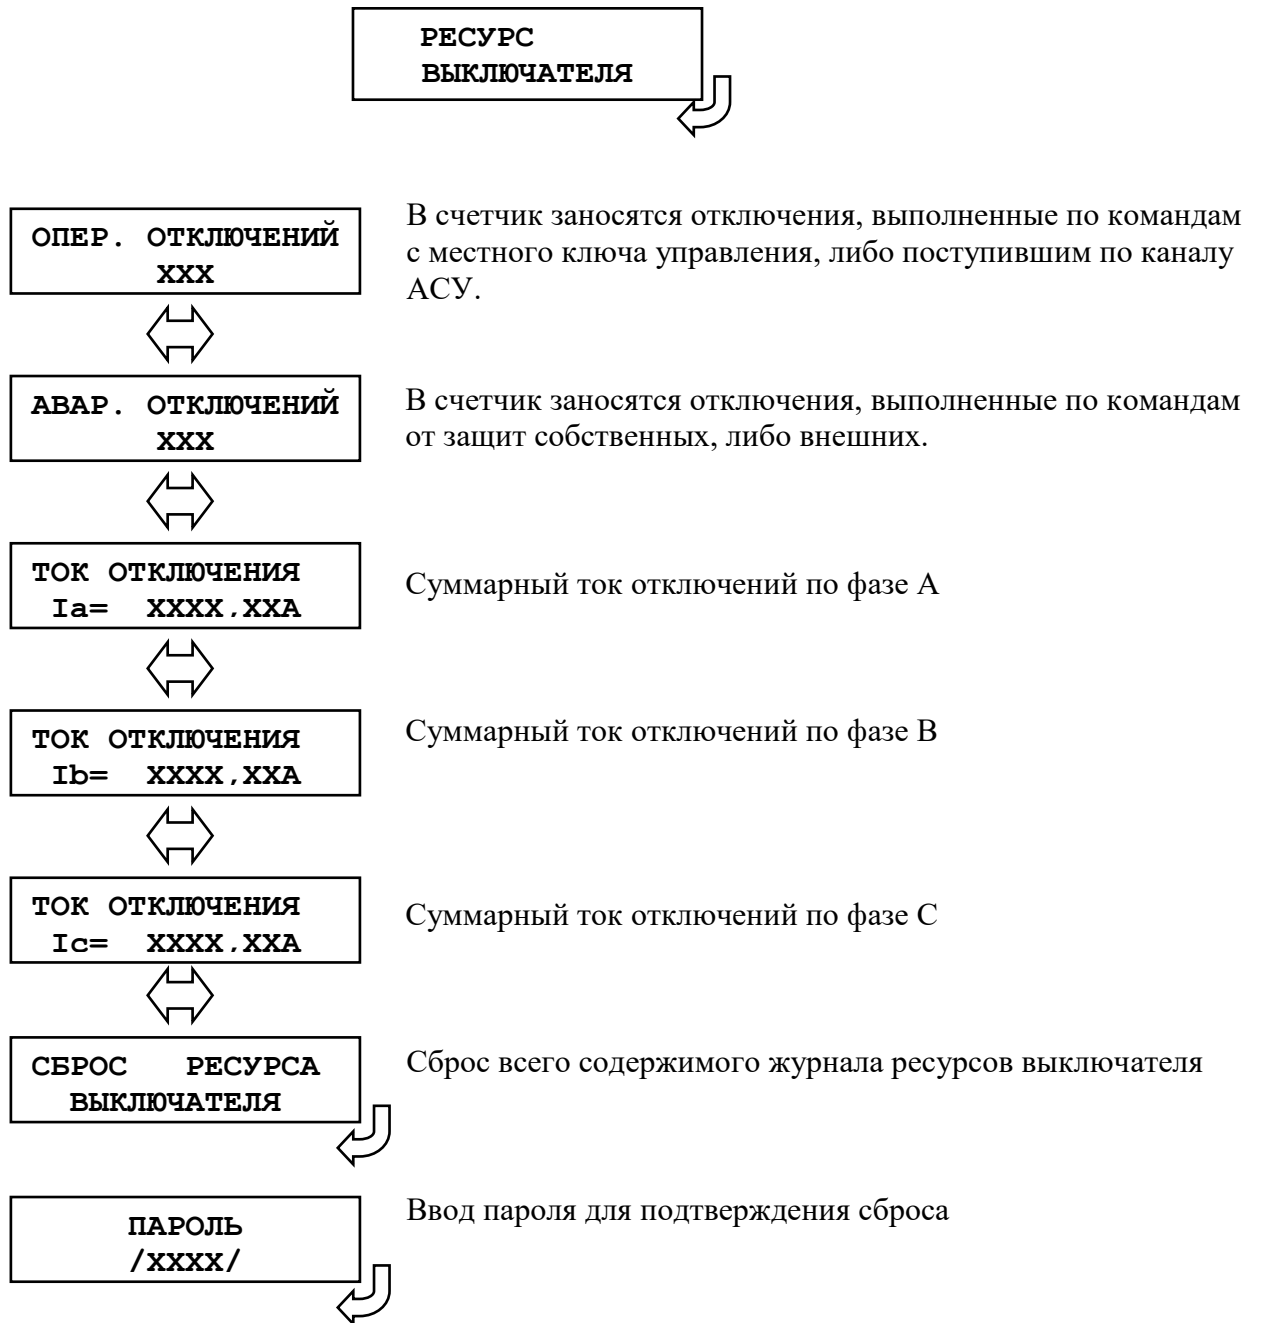 РЕСУРС
ВЫКЛЮЧАТЕЛЯ
ОПЕР. ОТКЛЮЧЕНИЙ
XXX
В счетчик заносятся отключения, выполненные по командам
с местного ключа управления, либо поступившим по каналу
АСУ.
АВАР. ОТКЛЮЧЕНИЙ
XXX
В счетчик заносятся отключения, выполненные по командам
от защит собственных, либо внешних.
ТОК ОТКЛЮЧЕНИЯ
Ia= XXXX,XXA
Суммарный ток отключений по фазе А
ТОК ОТКЛЮЧЕНИЯ
Ib= XXXX,XXA
Суммарный ток отключений по фазе В
ТОК ОТКЛЮЧЕНИЯ
Ic= XXXX,XXA
Суммарный ток отключений по фазе С
СБРОС РЕСУРСА
ВЫКЛЮЧАТЕЛЯ
Сброс всего содержимого журнала ресурсов выключателя
ПАРОЛЬ
/XXXX/
Ввод пароля для подтверждения сброса